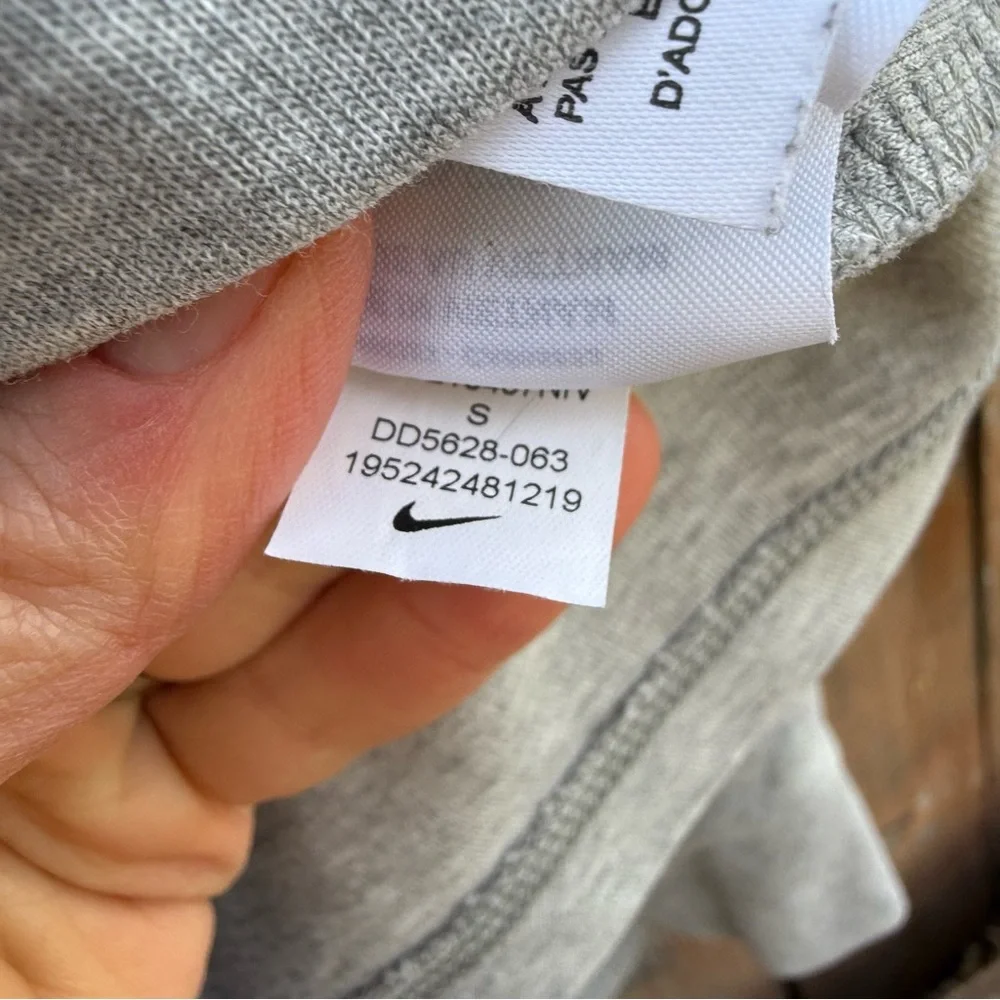 PAS
D'ADO
S
DD5628-063
195242481219